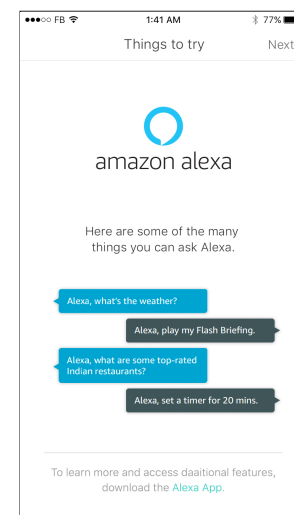 FB 1:41 AM 77%
Things to try Next
amazon alexa
Here are some of the many
things you can ask Alexa.
Alexa, what's the weather?
Alexa, play my Flash Briefing.
Alexa, what are some top-rated
Indian restaurants?
Alexa, set a timer for 20 mins.
To learn more and access daaitional features,
download the Alexa App.